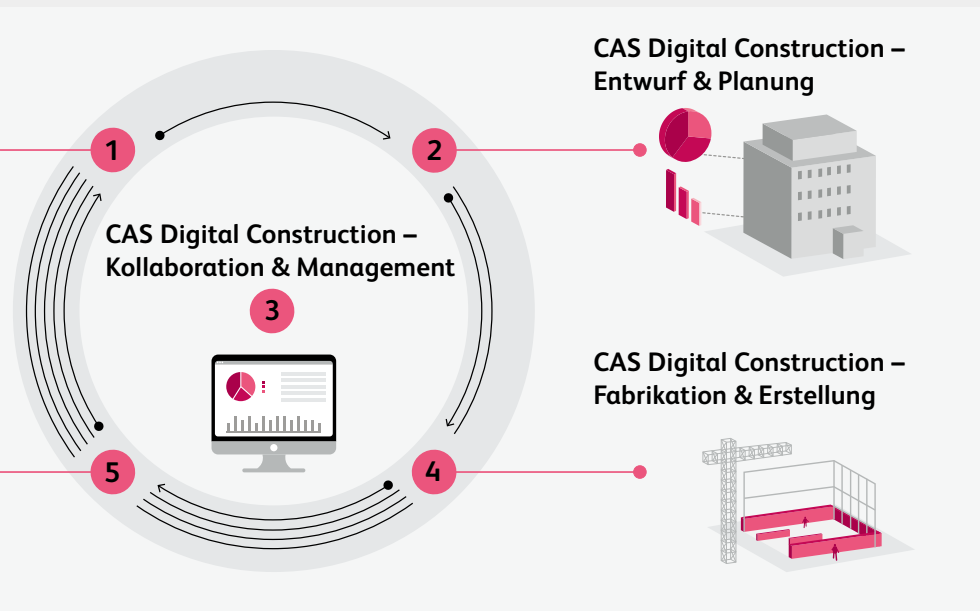 CAS Digital Construction –
Entwurf & Planung
1
2
CAS Digital Construction –
Kollaboration & Management
3
CAS Digital Construction –
Fabrikation & Erstellung
5
4